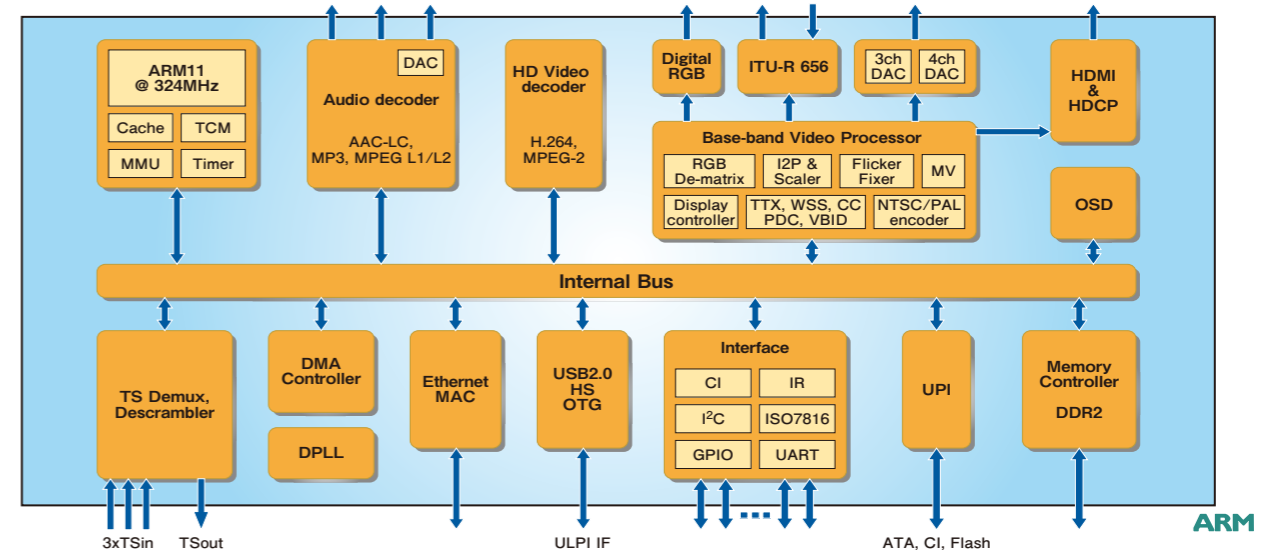 ARM11
@ 324MHz
Cache
TCM
MMU
Timer
DAC
Audio decoder
AAC-LC,
MP3, MPEG L1/L2
HD Video
decoder
H.264,
MPEG-2
Digital
RGB
ITU-R 656
3ch
DAC
4ch
DAC
HDMI
&
HDCP
Base-band Video Processor
RGB
De-matrix
I2P &
Scaler
Flicker
Fixer
MV
Display
controller
TTX, WSS, CC
PDC, VBID
NTSC/PAL
encoder
OSD
Internal Bus
TS Demux,
Descrambler
DMA
Controller
DPLL
Ethernet
MAC
USB2.0
HS
OTG
Interface
CI
IR
I²C
ISO7816
GPIO
UART
UPI
Memory
Controller
DDR2
3xTSin
TSout
ULPI IF
ATA, CI, Flash
ARM